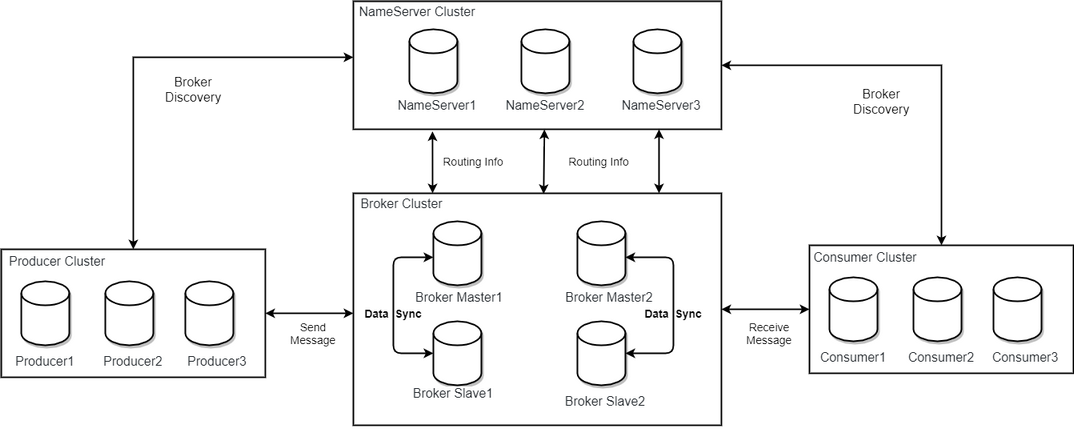 NameServer Cluster
NameServer1
NameServer2
NameServer3
Broker
Discovery
Broker
Discovery
Routing Info
Routing Info
Broker Cluster
Broker Master1
Broker Master2
Data Sync
Data Sync
Broker Slave1
Broker Slave2
Producer Cluster
Producer1
Producer2
Producer3
Send
Message
Receive
Message
Consumer Cluster
Consumer1
Consumer2
Consumer3